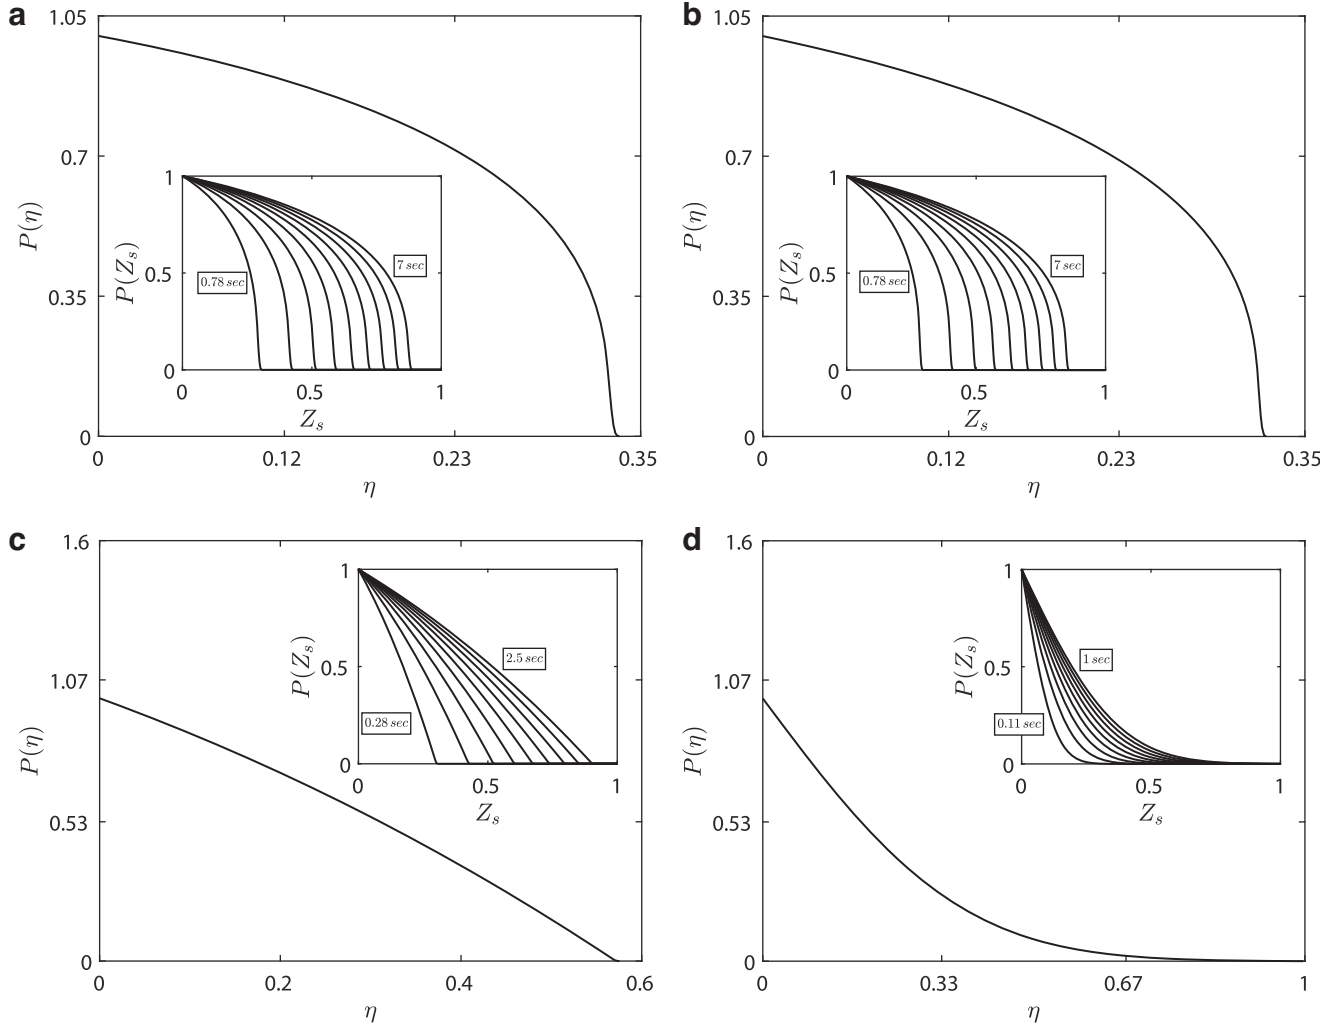 a
1.05
0.7
0.35
0
P(η)
0
0.12
0.23
0.35
η
1
0.5
0
P(Z_s)
0.78 sec
7 sec
0
0.5
1
Z_s
b
1.05
0.7
0.35
0
P(η)
0
0.12
0.23
0.35
η
1
0.5
0
P(Z_s)
0.78 sec
7 sec
0
0.5
1
Z_s
c
1.6
1.07
0.53
0
P(η)
0
0.2
0.4
0.6
η
1
0.5
0
P(Z_s)
2.5 sec
0.28 sec
0
0.5
1
Z_s
d
1.6
1.07
0.53
0
P(η)
0
0.33
0.67
1
η
1
0.5
0
P(Z_s)
1 sec
0.11 sec
0
0.5
1
Z_s